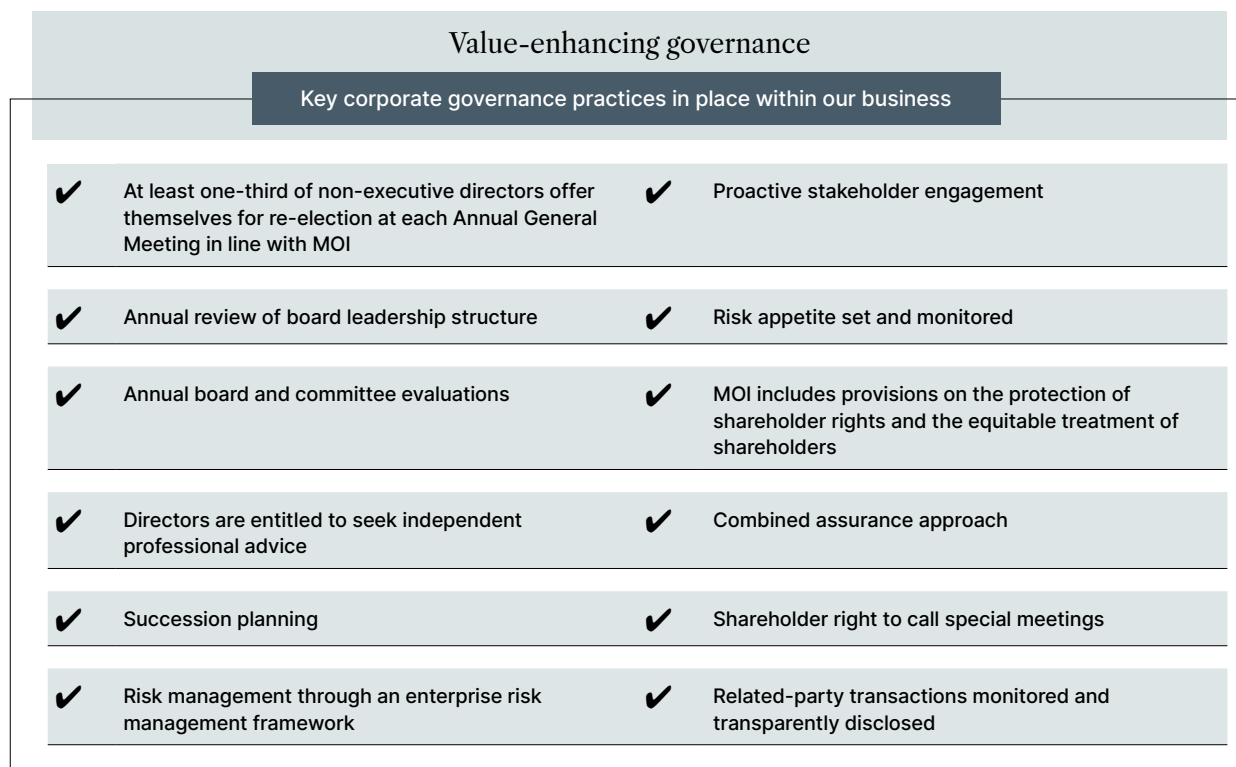 Value-enhancing governance
Key corporate governance practices in place within our business
✔ At least one-third of non-executive directors offer
themselves for re-election at each Annual General
Meeting in line with MOI
✔ Proactive stakeholder engagement
✔ Annual review of board leadership structure
✔ Risk appetite set and monitored
✔ Annual board and committee evaluations
✔ MOI includes provisions on the protection of
shareholder rights and the equitable treatment of
shareholders
✔ Directors are entitled to seek independent
professional advice
✔ Combined assurance approach
✔ Succession planning
✔ Shareholder right to call special meetings
✔ Risk management through an enterprise risk
management framework
✔ Related-party transactions monitored and
transparently disclosed